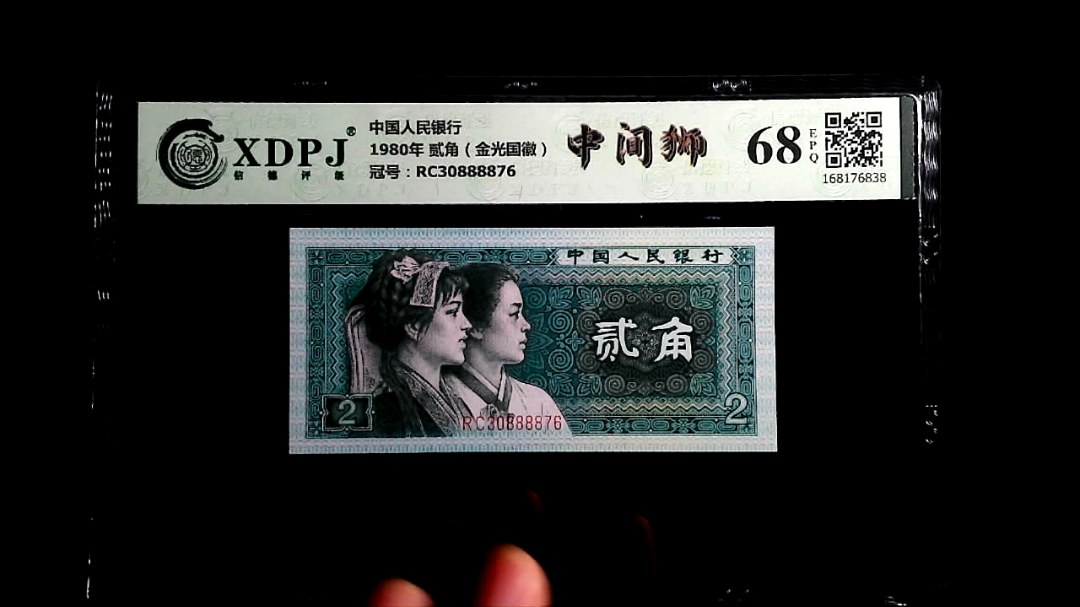 XDPJ®
信德评级
中国人民银行
1980年 贰角（金光国徽）
冠号：RC30888876
中间狮
68
EPQ
168176838
中国人民银行
贰角
2
2
RC30888876